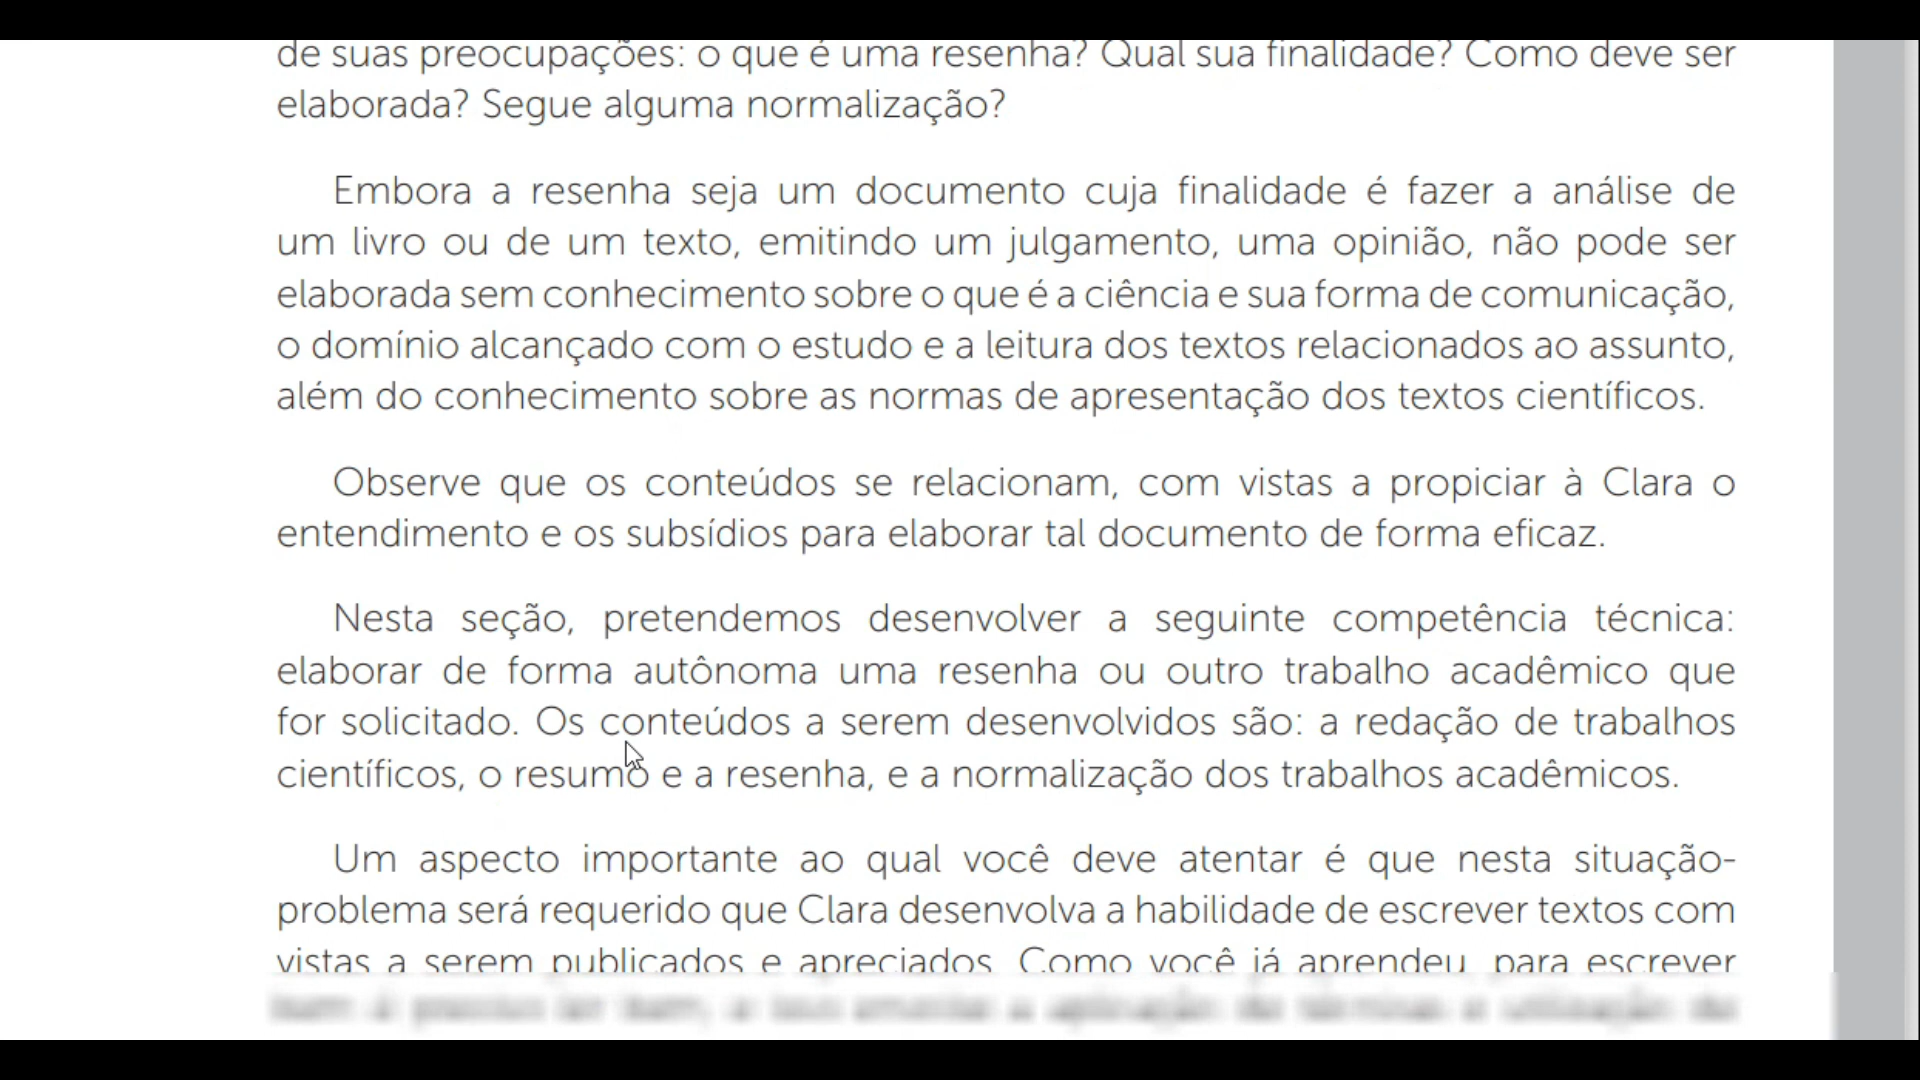 de suas preocupações: o que é uma resenha? Qual sua finalidade? Como deve ser
elaborada? Segue alguma normalização?
Embora a resenha seja um documento cuja finalidade é fazer a análise de
um livro ou de um texto, emitindo um julgamento, uma opinião, não pode ser
elaborada sem conhecimento sobre o que é a ciência e sua forma de comunicação,
o domínio alcançado com o estudo e a leitura dos textos relacionados ao assunto,
além do conhecimento sobre as normas de apresentação dos textos científicos.
Observe que os conteúdos se relacionam, com vistas a propiciar à Clara o
entendimento e os subsídios para elaborar tal documento de forma eficaz.
Nesta seção, pretendemos desenvolver a seguinte competência técnica:
elaborar de forma autônoma uma resenha ou outro trabalho acadêmico que
for solicitado. Os conteúdos a serem desenvolvidos são: a redação de trabalhos
científicos, o resumo e a resenha, e a normalização dos trabalhos acadêmicos.
Um aspecto importante ao qual você deve atentar é que nesta situação-
problema será requerido que Clara desenvolva a habilidade de escrever textos com
vistas a serem publicados e apreciados. Como você já aprendeu, para escrever